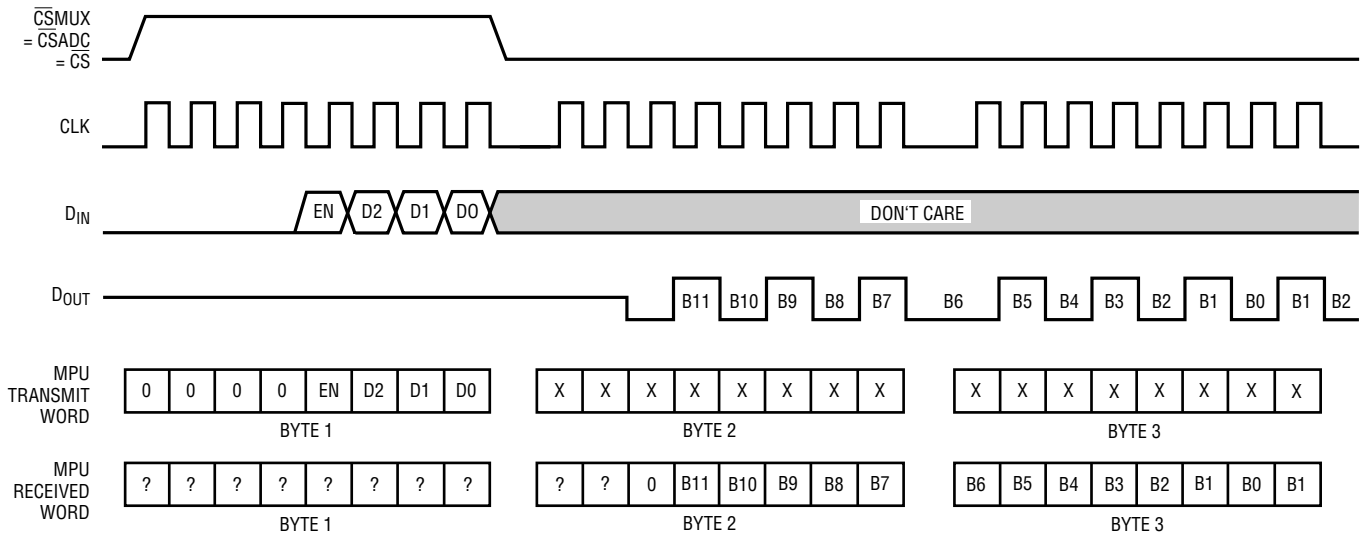 CSMUX
= CSADC
= CS
CLK
DIN
EN D2 D1 DO DON'T CARE
DOUT
B11 B10 B9 B8 B7 B6 B5 B4 B3 B2 B1 B0 B1 B2
MPU
TRANSMIT
WORD
0 0 0 0 EN D2 D1 D0 X X X X X X X X X X X X X X X X
BYTE 1 BYTE 2 BYTE 3
MPU
RECEIVED
WORD
? ? ? ? ? ? ? ? ? ? 0 B11 B10 B9 B8 B7 B6 B5 B4 B3 B2 B1 B0 B1
BYTE 1 BYTE 2 BYTE 3